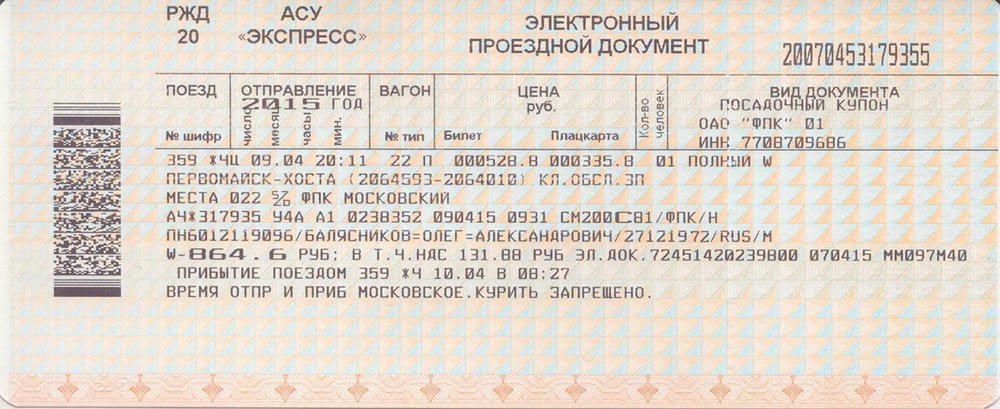 РЖД
20
АСУ
«ЭКСПРЕСС»
ЭЛЕКТРОННЫЙ
ПРОЕЗДНОЙ ДОКУМЕНТ
20070453179355
ПОЕЗД ОТПРАВЛЕНИЕ ВАГОН ЦЕНА руб. Кол-во человек ВИД ДОКУМЕНТА
2015 ГОД
ПОСАДОЧНЫЙ КУПОН
число месяц часы мин.
ОАО "ФПК" 01
№ шифр № тип Билет Плацкарта
ИНН 7708709686
359 *ЧЦ 09.04 20:11 22 П 000528.8 000335.8 01 ПОЛНЫЙ W
ПЕРВОМАЙСК-ХОСТА (2064593-2064010) КЛ.ОБСЛ.ЗП
МЕСТА 022 ФПК МОСКОВСКИЙ
АЧ*317935 У4А А1 0238352 090415 0931 СМ200С81/ФПК/Н
ПН6012119096/БАЛЯСНИКОВ=ОЛЕГ=АЛЕКСАНДРОВИЧ/27121972/RUS/M
W-864.6 РУБ; В Т.Ч.НДС 131.88 РУБ ЭЛ.ДОК.72451420239800 070415 ММ097М40
ПРИБЫТИЕ ПОЕЗДОМ 359 *Ч 10.04 В 08:27
ВРЕМЯ ОТПР И ПРИБ МОСКОВСКОЕ.КУРИТЬ ЗАПРЕЩЕНО.